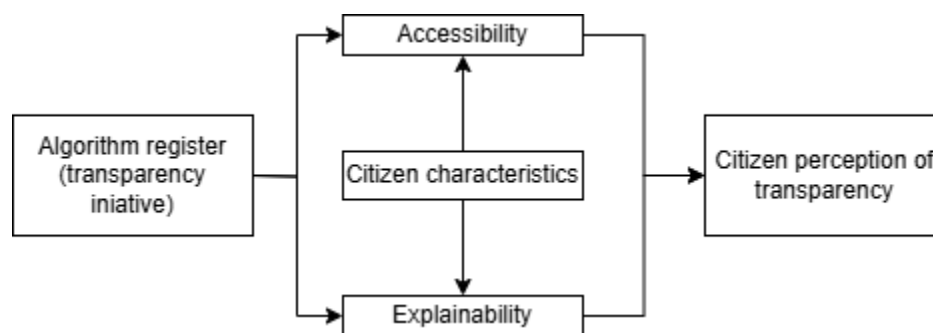 Accessibility
Algorithm register
(transparency
iniative)
Citizen characteristics
Citizen perception of
transparency
Explainability